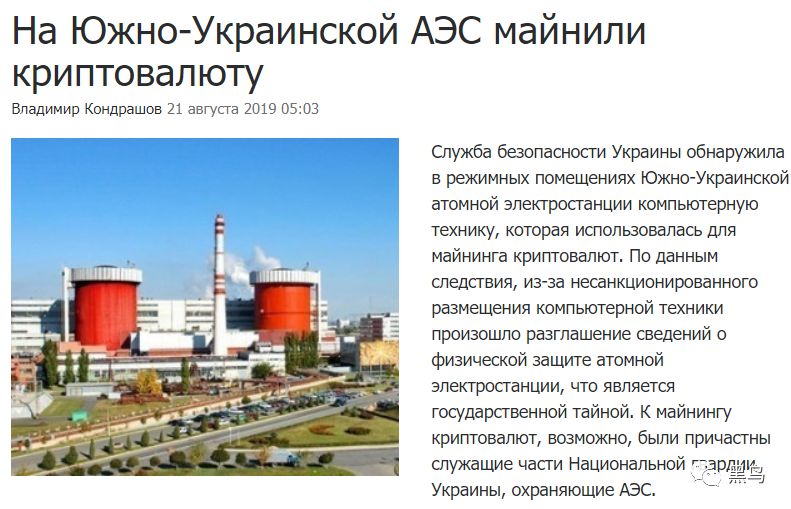 На Южно-Украинской АЭС майнили
криптовалюту
Владимир Кондрашов 21 августа 2019 05:03
Служба безопасности Украины обнаружила
в режимных помещениях Южно-Украинской
атомной электростанции компьютерную
технику, которая использовалась для
майнинга криптовалют. По данным
следствия, из-за несанкционированного
размещения компьютерной техники
произошло разглашение сведений о
физической защите атомной
электростанции, что является
государственной тайной. К майнингу
криптовалют, возможно, были причастны
служащие части Национальной гвардии
Украины, охраняющие АЭС.
黑鸟